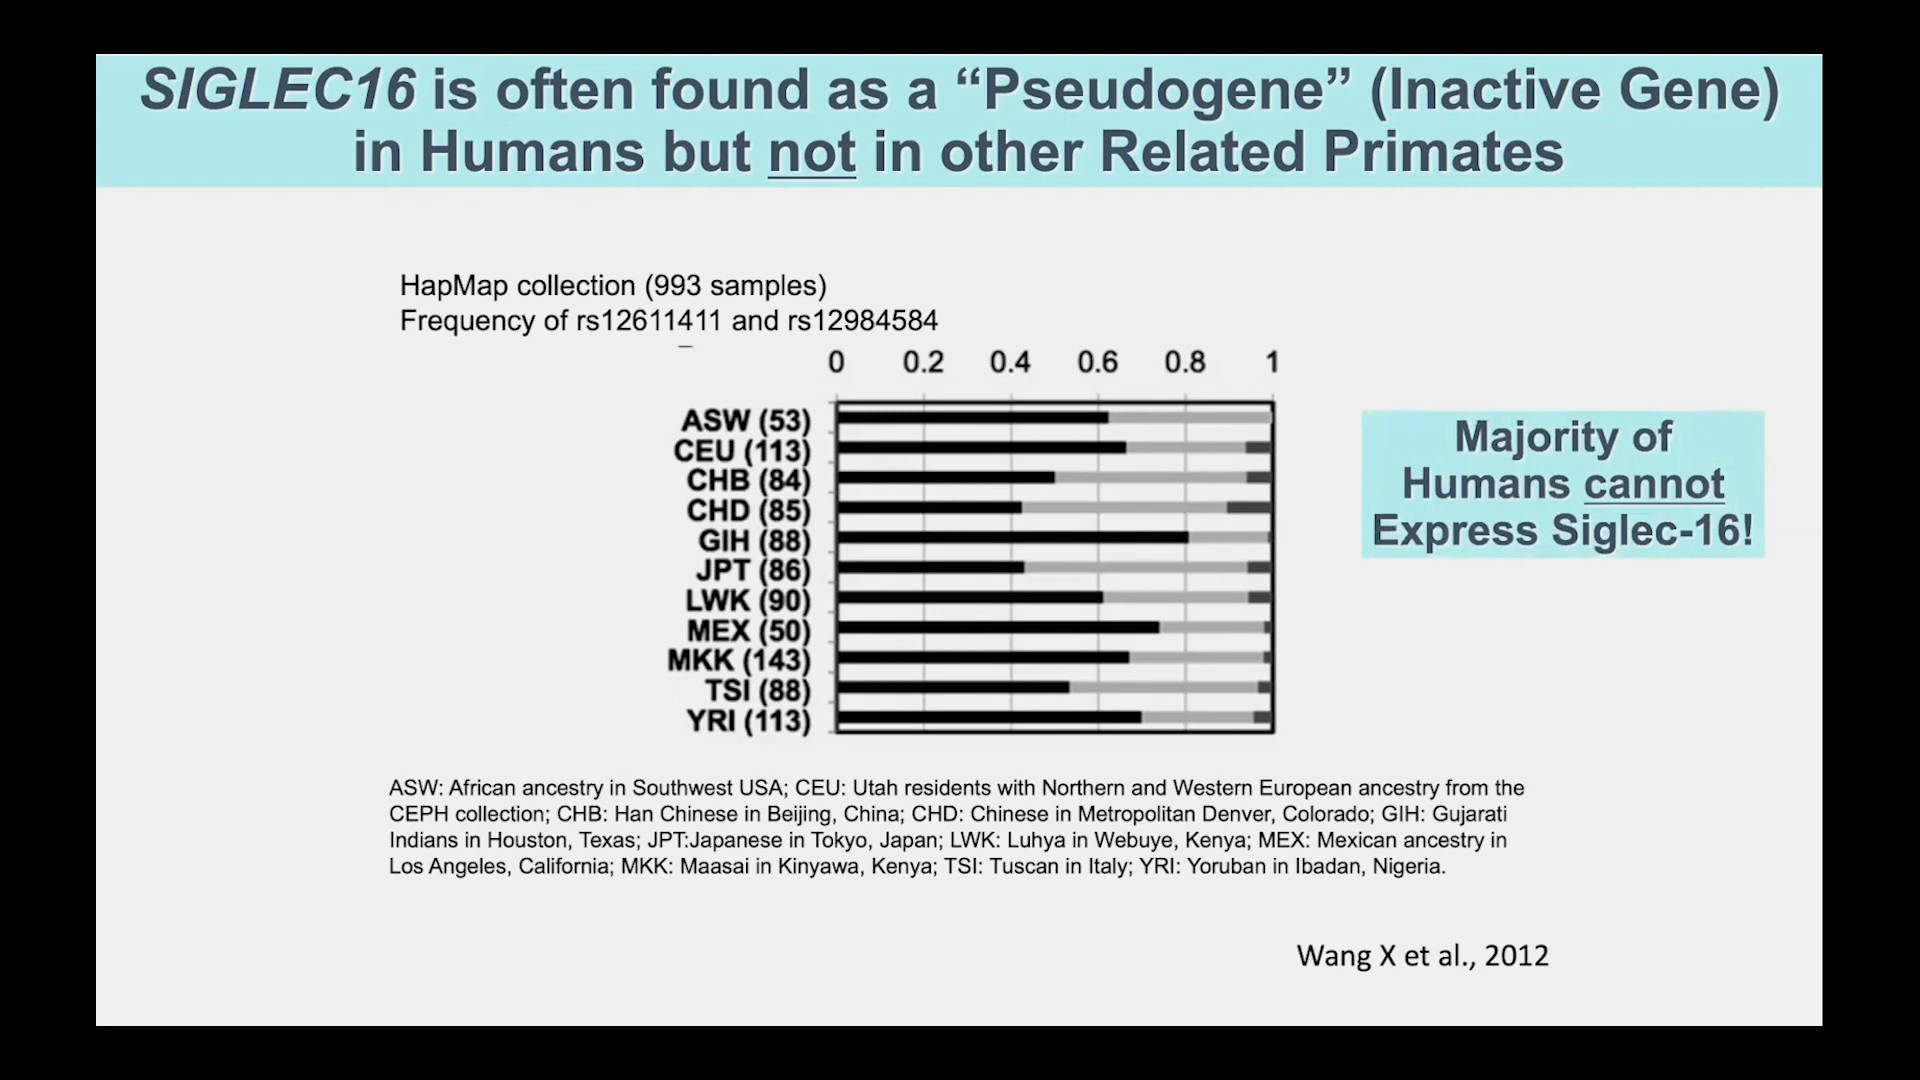 SIGLEC16 is often found as a “Pseudogene” (Inactive Gene)
in Humans but not in other Related Primates
HapMap collection (993 samples)
Frequency of rs12611411 and rs12984584
0 0.2 0.4 0.6 0.8 1
ASW (53)
CEU (113)
CHB (84)
CHD (85)
GIH (88)
JPT (86)
LWK (90)
MEX (50)
MKK (143)
TSI (88)
YRI (113)
Majority of
Humans cannot
Express Siglec-16!
ASW: African ancestry in Southwest USA; CEU: Utah residents with Northern and Western European ancestry from the
CEPH collection; CHB: Han Chinese in Beijing, China; CHD: Chinese in Metropolitan Denver, Colorado; GIH: Gujarati
Indians in Houston, Texas; JPT:Japanese in Tokyo, Japan; LWK: Luhya in Webuye, Kenya; MEX: Mexican ancestry in
Los Angeles, California; MKK: Maasai in Kinyawa, Kenya; TSI: Tuscan in Italy; YRI: Yoruban in Ibadan, Nigeria.
Wang X et al., 2012